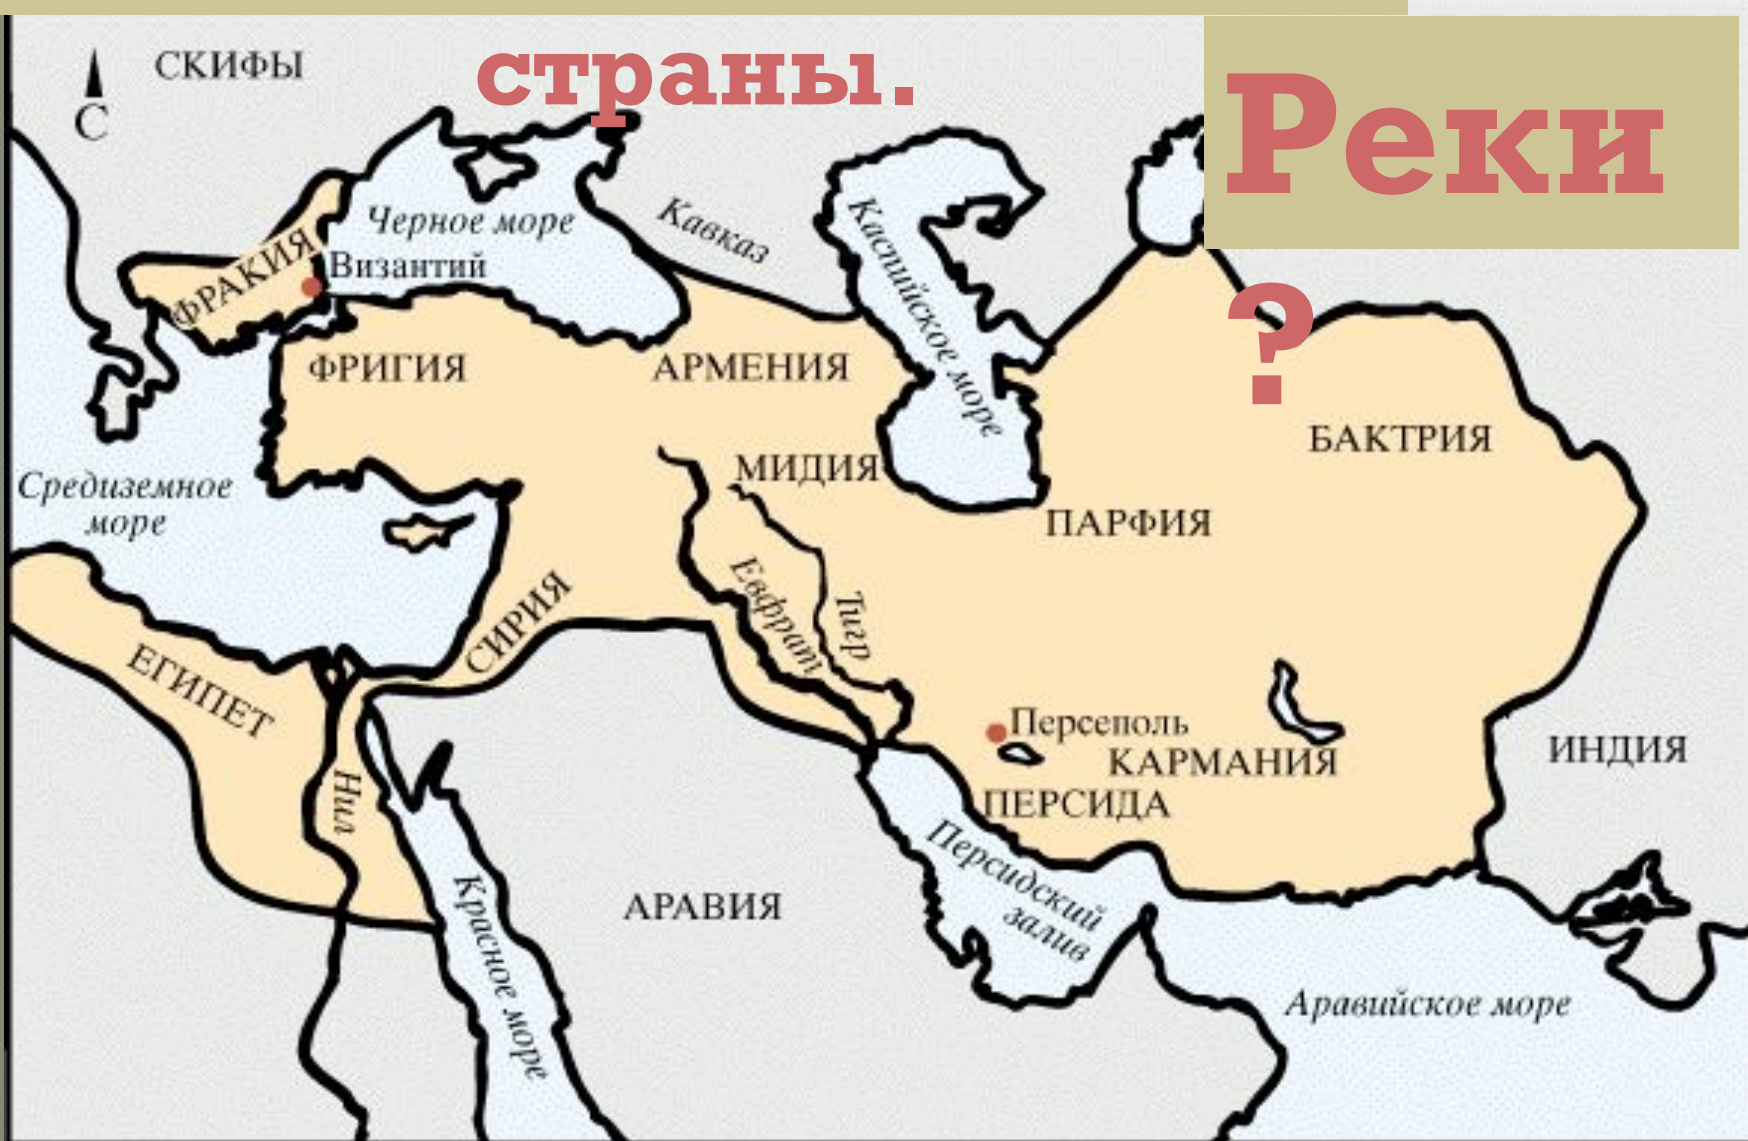 страны.
Реки
?
С
СКИФЫ
Кавказ
Черное море
Каспийское море
ФРАКИЯ
Византий
ФРИГИЯ
АРМЕНИЯ
БАКТРИЯ
МИДИЯ
Средиземное
море
ПАРФИЯ
Евфрат
Тигр
СИРИЯ
ЕГИПЕТ
Нил
Персеполь
КАРМАНИЯ
ИНДИЯ
ПЕРСИДА
Персидский
залив
АРАВИЯ
Красное море
Аравийское море